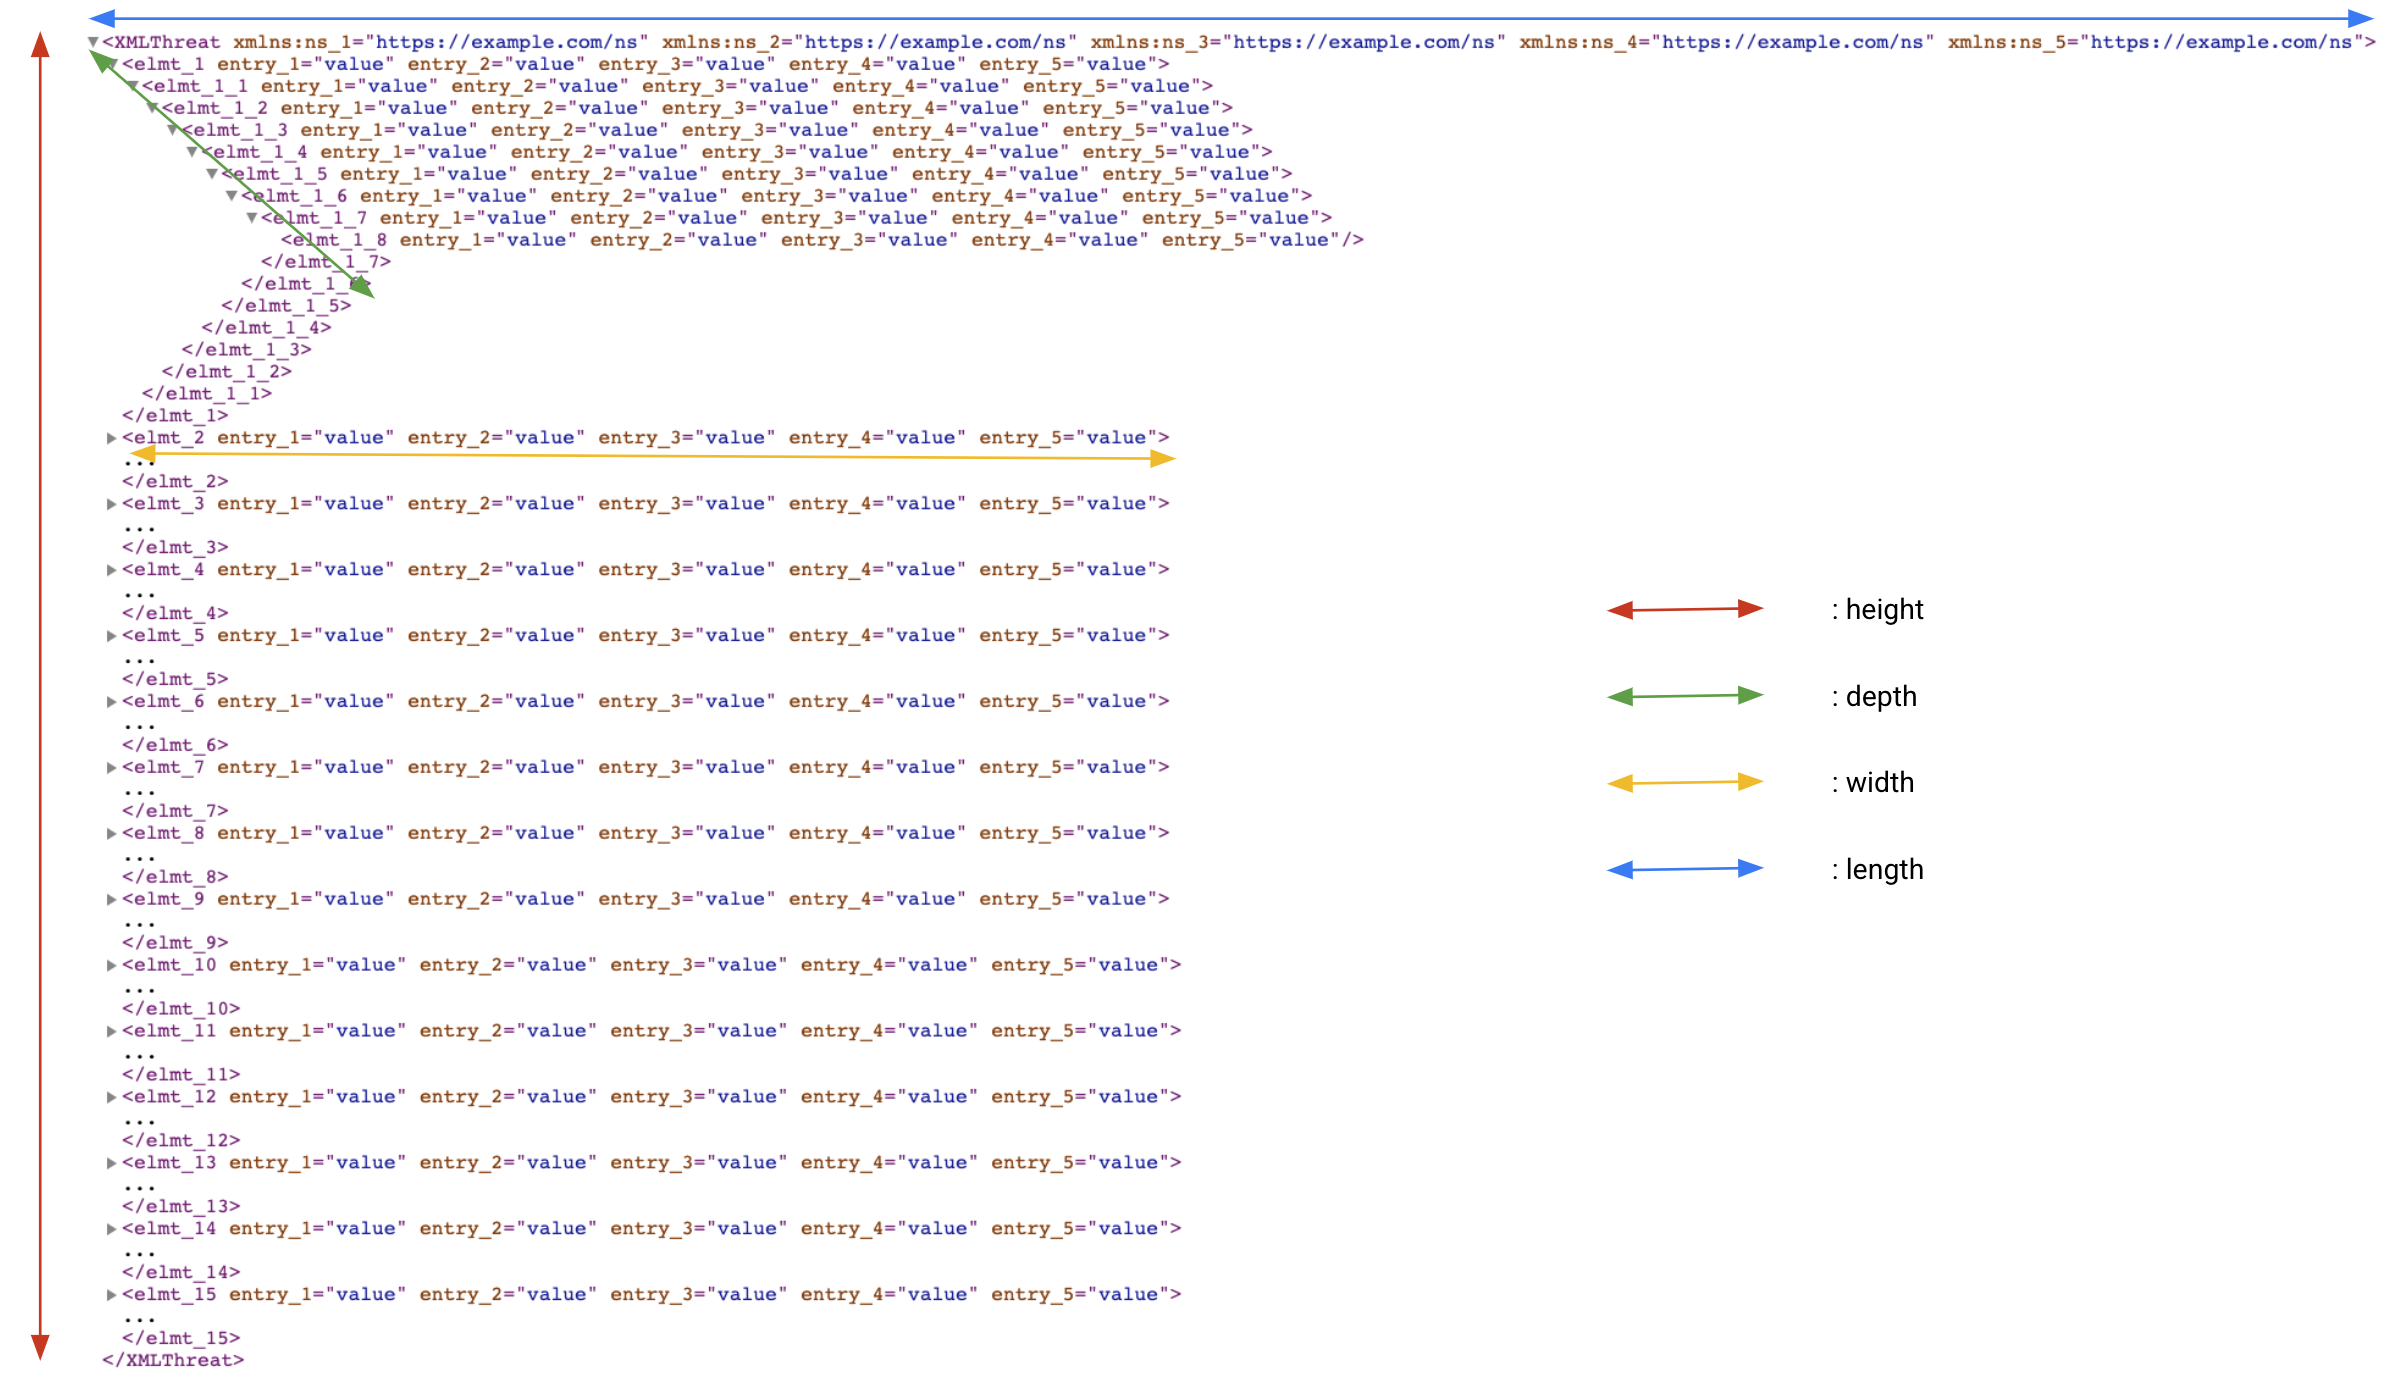 ▼<XMLThreat xmlns:ns_1="https://example.com/ns" xmlns:ns_2="https://example.com/ns" xmlns:ns_3="https://example.com/ns" xmlns:ns_4="https://example.com/ns" xmlns:ns_5="https://example.com/ns">
▼<elmt_1 entry_1="value" entry_2="value" entry_3="value" entry_4="value" entry_5="value">
▼<elmt_1_1 entry_1="value" entry_2="value" entry_3="value" entry_4="value" entry_5="value">
▼<elmt_1_2 entry_1="value" entry_2="value" entry_3="value" entry_4="value" entry_5="value">
▼<elmt_1_3 entry_1="value" entry_2="value" entry_3="value" entry_4="value" entry_5="value">
▼<elmt_1_4 entry_1="value" entry_2="value" entry_3="value" entry_4="value" entry_5="value">
▼<elmt_1_5 entry_1="value" entry_2="value" entry_3="value" entry_4="value" entry_5="value">
▼<elmt_1_6 entry_1="value" entry_2="value" entry_3="value" entry_4="value" entry_5="value">
▼<elmt_1_7 entry_1="value" entry_2="value" entry_3="value" entry_4="value" entry_5="value">
<elmt_1_8 entry_1="value" entry_2="value" entry_3="value" entry_4="value" entry_5="value"/>
</elmt_1_7>
</elmt_1_6>
</elmt_1_5>
</elmt_1_4>
</elmt_1_3>
</elmt_1_2>
</elmt_1_1>
</elmt_1>
▶<elmt_2 entry_1="value" entry_2="value" entry_3="value" entry_4="value" entry_5="value">
...
</elmt_2>
▶<elmt_3 entry_1="value" entry_2="value" entry_3="value" entry_4="value" entry_5="value">
...
</elmt_3>
▶<elmt_4 entry_1="value" entry_2="value" entry_3="value" entry_4="value" entry_5="value">
...
</elmt_4>
▶<elmt_5 entry_1="value" entry_2="value" entry_3="value" entry_4="value" entry_5="value">
...
</elmt_5>
▶<elmt_6 entry_1="value" entry_2="value" entry_3="value" entry_4="value" entry_5="value">
...
</elmt_6>
▶<elmt_7 entry_1="value" entry_2="value" entry_3="value" entry_4="value" entry_5="value">
...
</elmt_7>
▶<elmt_8 entry_1="value" entry_2="value" entry_3="value" entry_4="value" entry_5="value">
...
</elmt_8>
▶<elmt_9 entry_1="value" entry_2="value" entry_3="value" entry_4="value" entry_5="value">
...
</elmt_9>
▶<elmt_10 entry_1="value" entry_2="value" entry_3="value" entry_4="value" entry_5="value">
...
</elmt_10>
▶<elmt_11 entry_1="value" entry_2="value" entry_3="value" entry_4="value" entry_5="value">
...
</elmt_11>
▶<elmt_12 entry_1="value" entry_2="value" entry_3="value" entry_4="value" entry_5="value">
...
</elmt_12>
▶<elmt_13 entry_1="value" entry_2="value" entry_3="value" entry_4="value" entry_5="value">
...
</elmt_13>
▶<elmt_14 entry_1="value" entry_2="value" entry_3="value" entry_4="value" entry_5="value">
...
</elmt_14>
▶<elmt_15 entry_1="value" entry_2="value" entry_3="value" entry_4="value" entry_5="value">
...
</elmt_15>
</XMLThreat>
: height
: depth
: width
: length